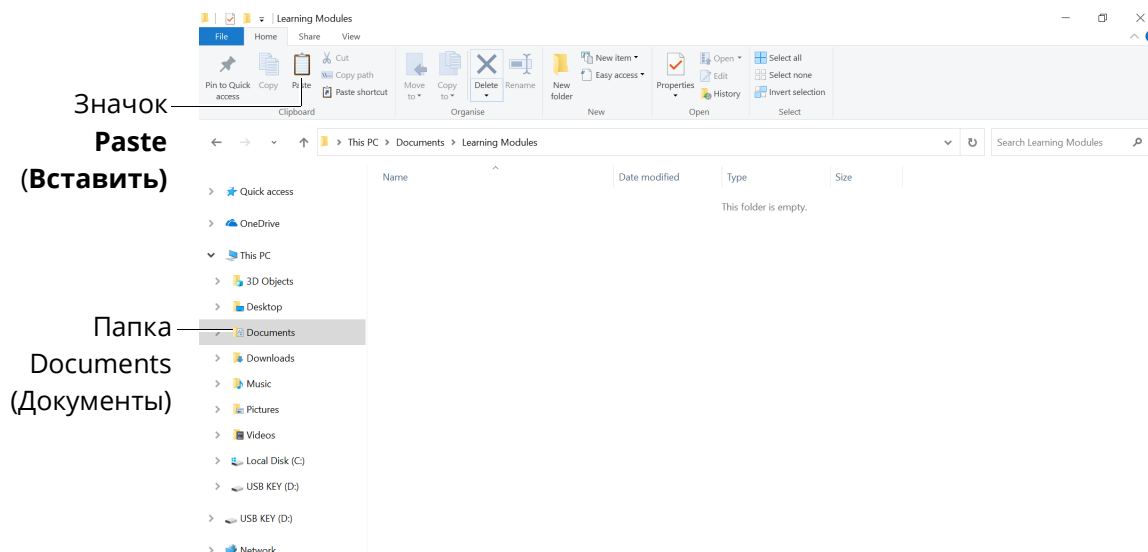 Learning Modules
File Home Share View
Pin to Quick access
Copy
Paste
Cut
Copy path
Paste shortcut
Clipboard
Move to
Copy to
Delete
Rename
Organise
New folder
New item
Easy access
New
Properties
Open
Edit
History
Open
Select all
Select none
Invert selection
Select
Значок
Paste
(Вставить)
This PC > Documents > Learning Modules
Search Learning Modules
Name Date modified Type Size
This folder is empty.
Quick access
OneDrive
This PC
3D Objects
Desktop
Documents
Downloads
Music
Pictures
Videos
Local Disk (C:)
USB KEY (D:)
USB KEY (D:)
Network
Папка
Documents
(Документы)